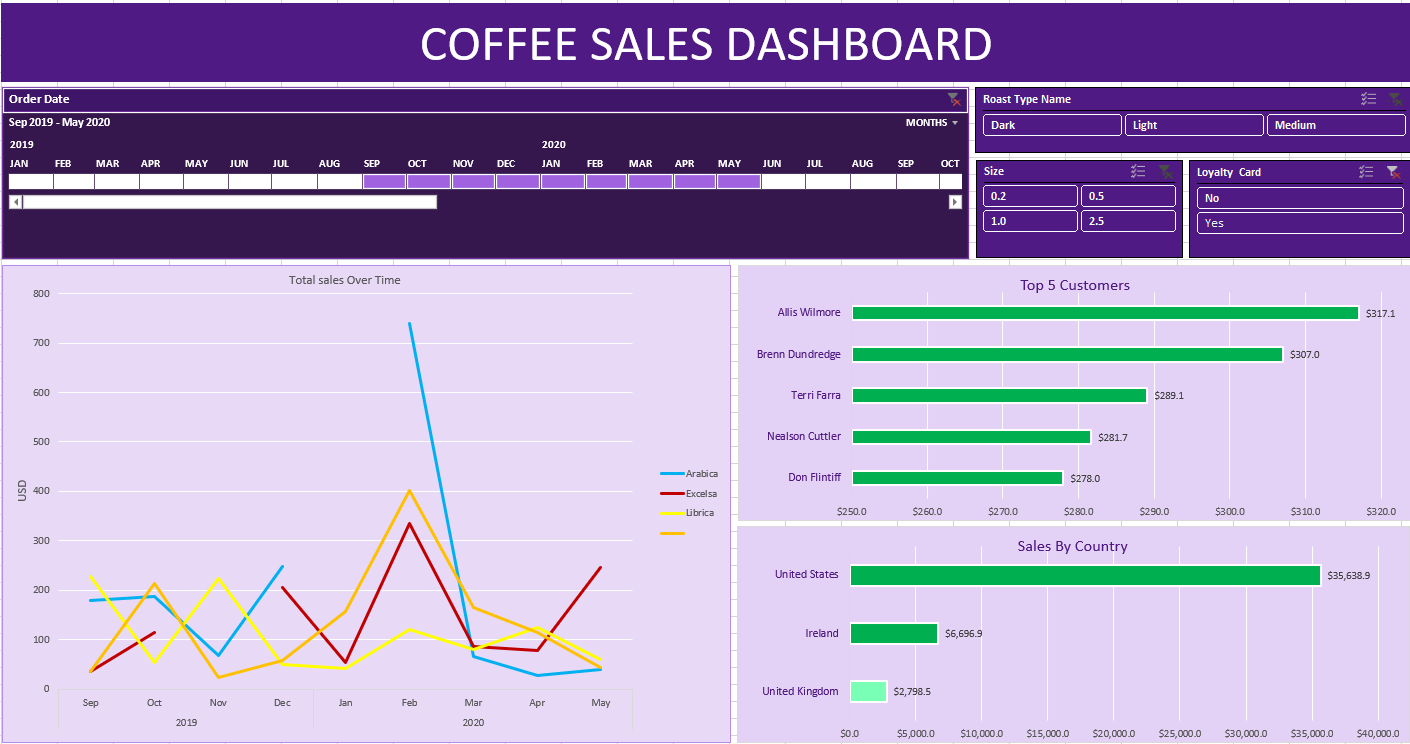 COFFEE SALES DASHBOARD
Order Date
Sep 2019 - May 2020
MONTHS
2019 2020
JAN FEB MAR APR MAY JUN JUL AUG SEP OCT NOV DEC JAN FEB MAR APR MAY JUN JUL AUG SEP OCT
Roast Type Name
Dark Light Medium
Size
0.2 0.5
1.0 2.5
Loyalty Card
No
Yes
Total sales Over Time
USD
800
700
600
500
400
300
200
100
0
Sep Oct Nov Dec Jan Feb Mar Apr May
2019 2020
Arabica
Excelsa
Librica
Top 5 Customers
Allis Wilmore $317.1
Brenn Dundredge $307.0
Terri Farra $289.1
Nealson Cuttler $281.7
Don Flintiff $278.0
$250.0 $260.0 $270.0 $280.0 $290.0 $300.0 $310.0 $320.0
Sales By Country
United States $35,638.9
Ireland $6,696.9
United Kingdom $2,798.5
$0.0 $5,000.0 $10,000.0 $15,000.0 $20,000.0 $25,000.0 $30,000.0 $35,000.0 $40,000.0